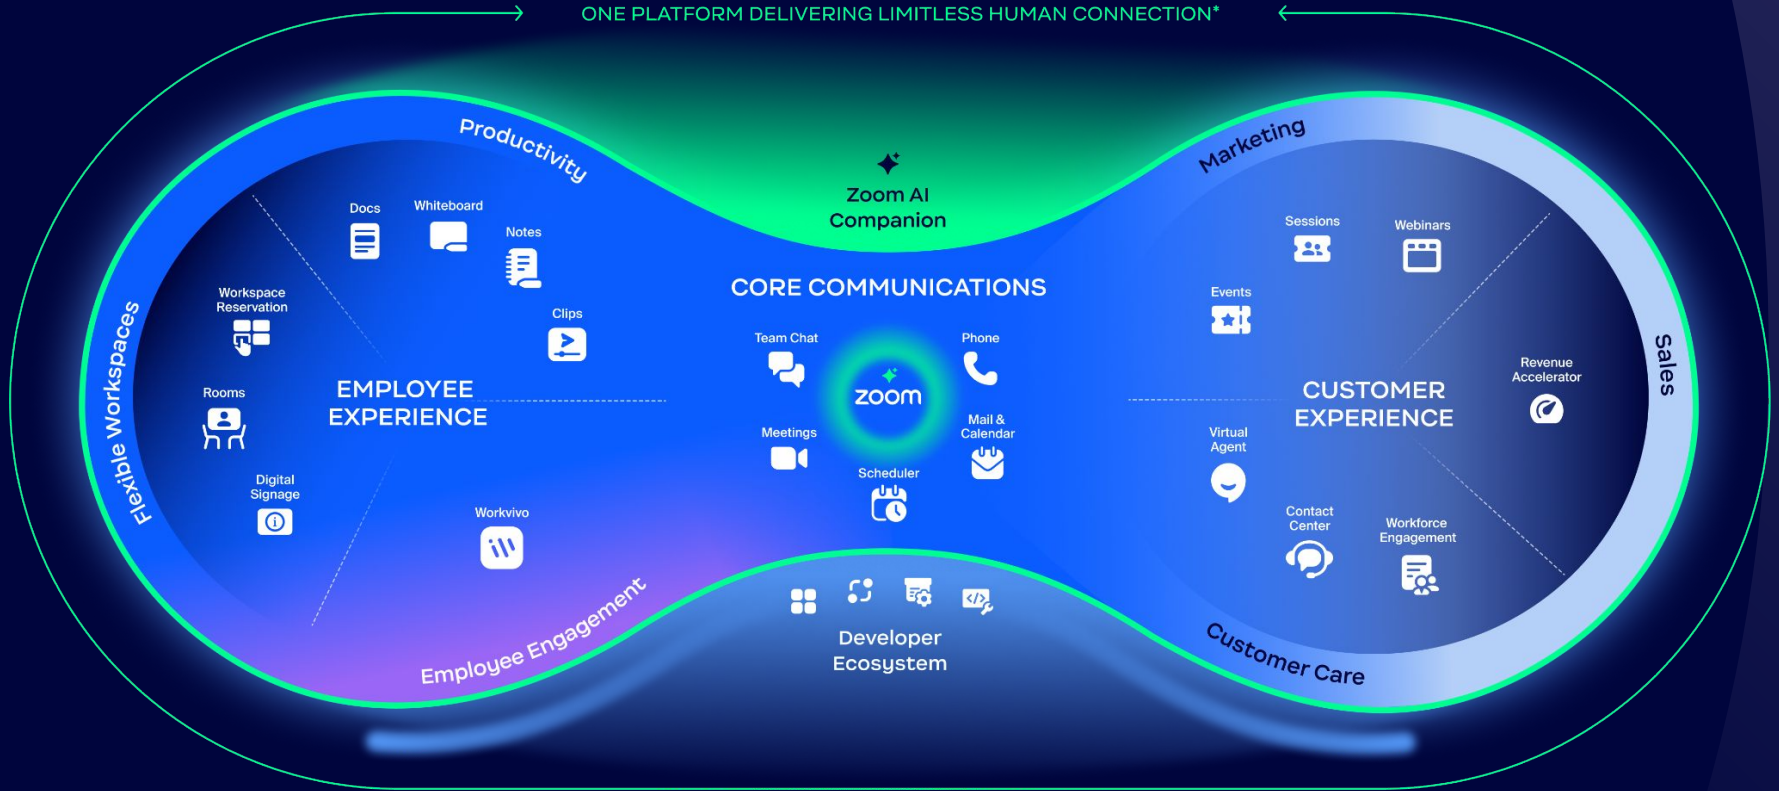 ONE PLATFORM DELIVERING LIMITLESS HUMAN CONNECTION*
Zoom AI
Companion
CORE COMMUNICATIONS
Team Chat
Phone
zoom
Meetings
Mail &
Calendar
Scheduler
Developer
Ecosystem
EMPLOYEE
EXPERIENCE
Productivity
Docs
Whiteboard
Notes
Clips
Flexible Workspaces
Workspace
Reservation
Rooms
Digital
Signage
Employee Engagement
Workvivo
CUSTOMER
EXPERIENCE
Marketing
Sessions
Webinars
Events
Sales
Revenue
Accelerator
Customer Care
Virtual
Agent
Contact
Center
Workforce
Engagement